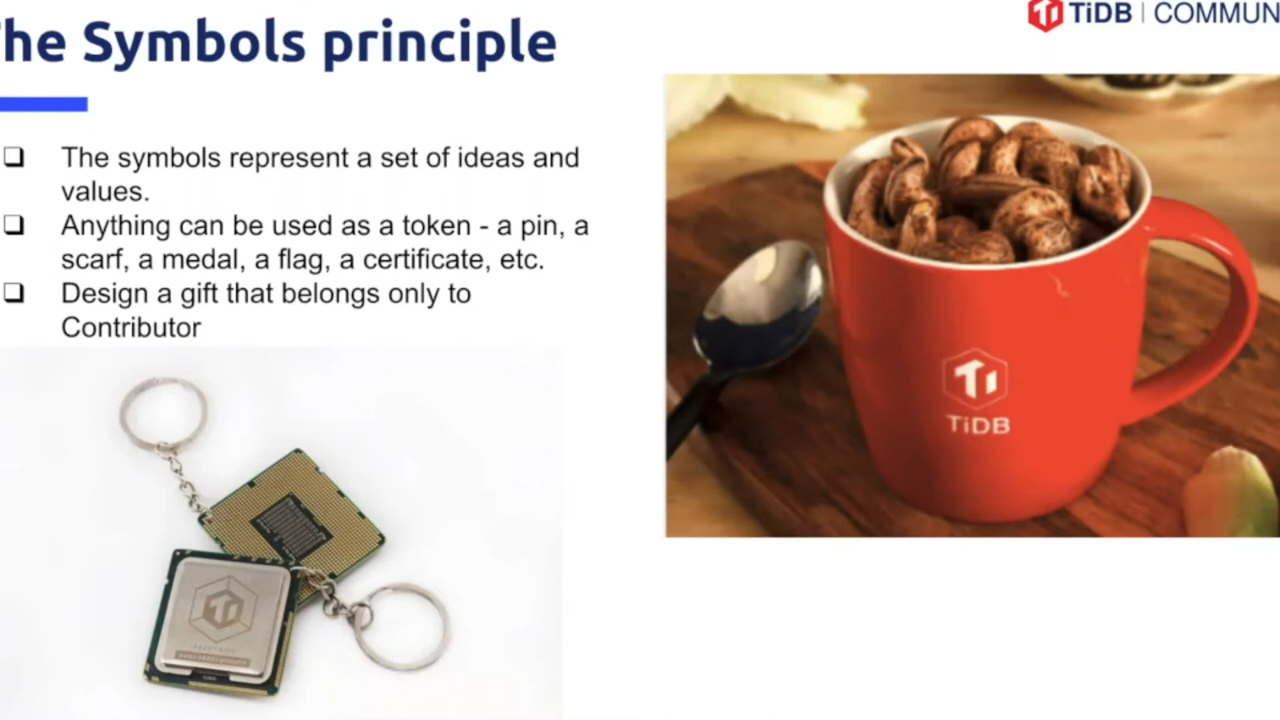 he Symbols principle
TiDB | COMMUN
The symbols represent a set of ideas and
values.
Anything can be used as a token - a pin, a
scarf, a medal, a flag, a certificate, etc.
Design a gift that belongs only to
Contributor
TiDB